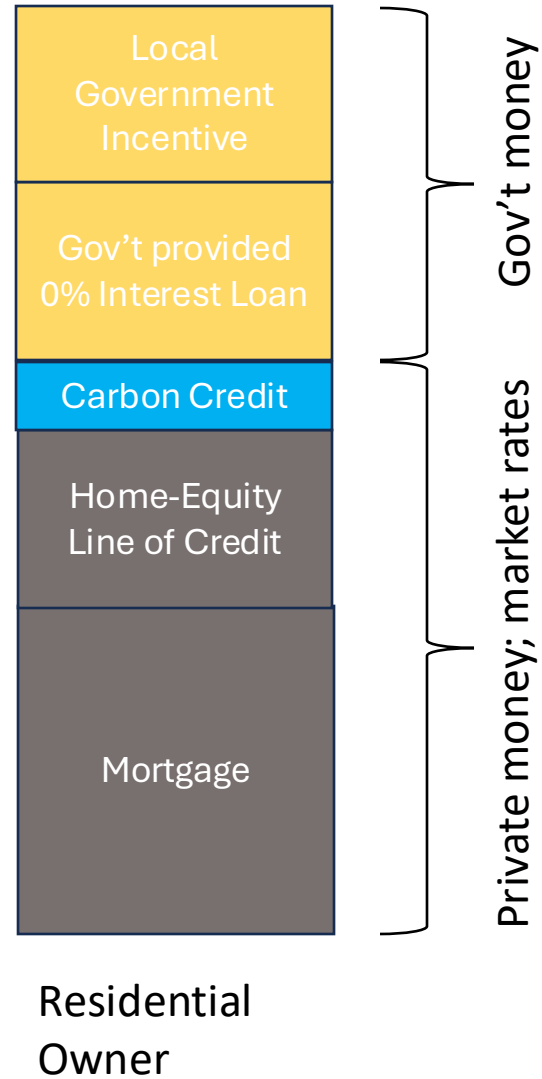 Local
Government
Incentive
Gov't provided
0% Interest Loan
Carbon Credit
Home-Equity
Line of Credit
Mortgage
Gov't money
Private money; market rates
Residential
Owner